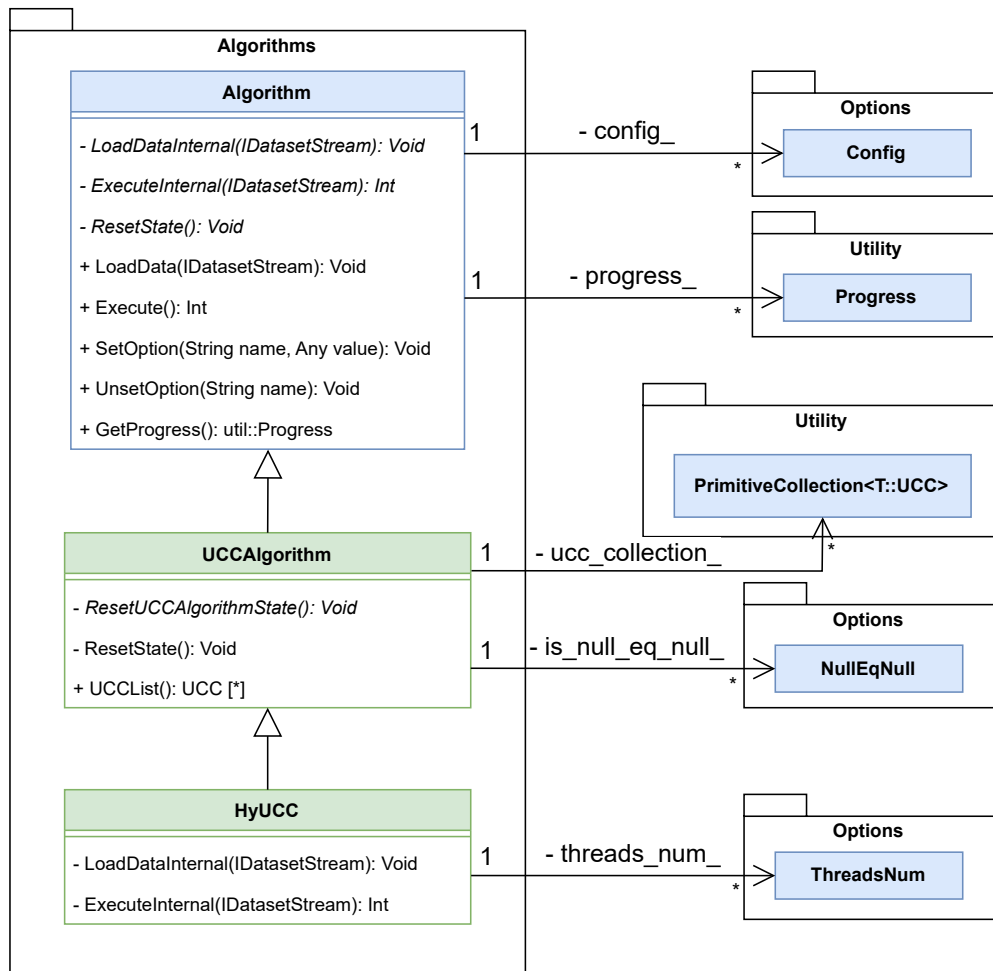 Algorithms
Algorithm
- LoadDataInternal(IDatasetStream): Void
- ExecuteInternal(IDatasetStream): Int
- ResetState(): Void
+ LoadData(IDatasetStream): Void
+ Execute(): Int
+ SetOption(String name, Any value): Void
+ UnsetOption(String name): Void
+ GetProgress(): util::Progress
1
- config_
*
Options
Config
1
- progress_
*
Utility
Progress
Utility
PrimitiveCollection<T::UCC>
UCCAlgorithm
- ResetUCCAlgorithmState(): Void
- ResetState(): Void
+ UCCList(): UCC [*]
1
- ucc_collection_
*
1
- is_null_eq_null_
*
Options
NullEqNull
HyUCC
- LoadDataInternal(IDatasetStream): Void
- ExecuteInternal(IDatasetStream): Int
1
- threads_num_
*
Options
ThreadsNum